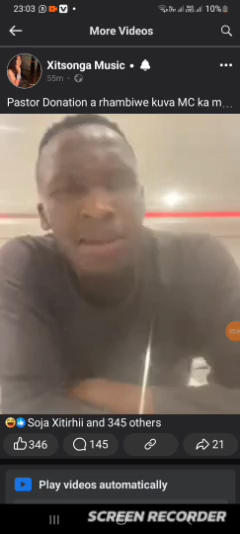 23:03
10%
More Videos
Xitsonga Music •
55m •
Pastor Donation a rhambiwe kuva MC ka m...
Soja Xitirhii and 345 others
346
145
21
Play videos automatically
SCREEN RECORDER